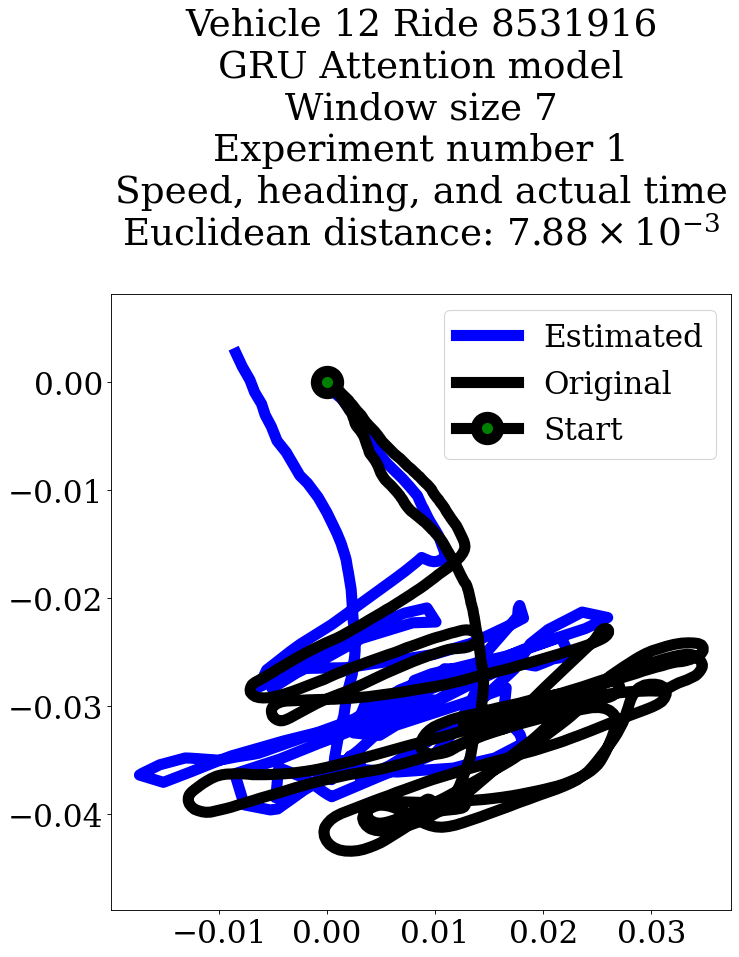 Vehicle 12 Ride 8531916
GRU Attention model
Window size 7
Experiment number 1
Speed, heading, and actual time
Euclidean distance: 7.88 × 10⁻³
Estimated
Original
Start
0.00
−0.01
−0.02
−0.03
−0.04
−0.01 0.00 0.01 0.02 0.03